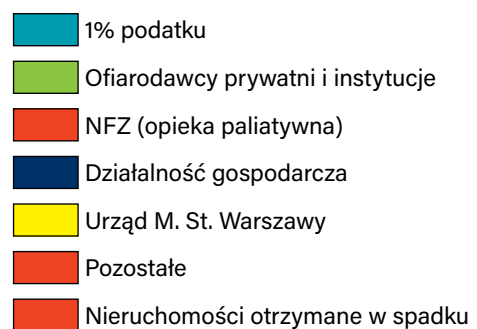 1% podatku
Ofiarodawcy prywatni i instytucje
NFZ (opieka paliatywna)
Działalność gospodarcza
Urząd M. St. Warszawy
Pozostałe
Nieruchomości otrzymane w spadku